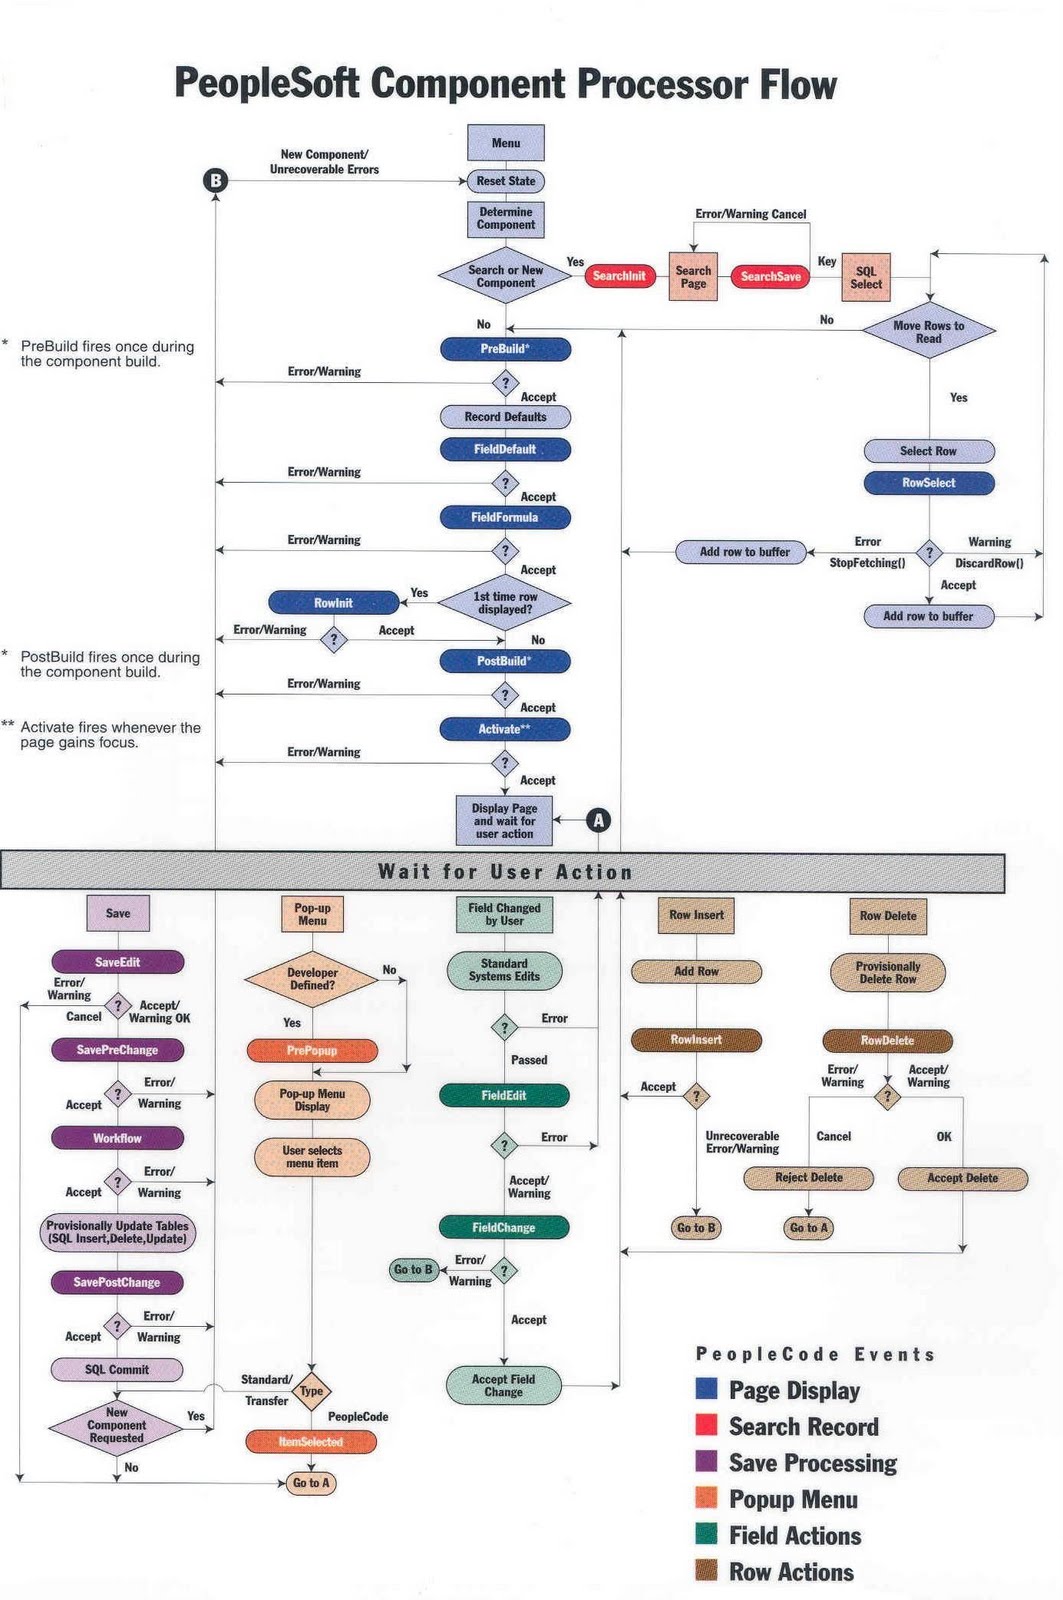 PeopleSoft Component Processor Flow
Menu
B
New Component/
Unrecoverable Errors
Reset State
Determine
Component
Error/Warning Cancel
Search or New
Component
Yes
SearchInit
Search
Page
SearchSave
Key
SQL
Select
No
No
Move Rows to
Read
* PreBuild fires once during
the component build.
PreBuild*
Error/Warning
?
Accept
Yes
Record Defaults
FieldDefault
Select Row
Error/Warning
?
RowSelect
Accept
FieldFormula
Error/Warning
?
Add row to buffer
Error
StopFetching()
?
Warning
DiscardRow()
Accept
Accept
RowInit
Yes
1st time row
displayed?
Add row to buffer
Error/Warning
?
Accept
No
* PostBuild fires once during
the component build.
PostBuild*
Error/Warning
?
Accept
** Activate fires whenever the
page gains focus.
Activate**
Error/Warning
?
Accept
Display Page
and wait for
user action
A
Wait for User Action
Save
SaveEdit
Error/
Warning
Cancel
?
Accept/
Warning OK
SavePreChange
?
Error/
Warning
Accept
Workflow
?
Error/
Warning
Accept
Provisionally Update Tables
(SQL Insert,Delete,Update)
SavePostChange
?
Error/
Warning
Accept
SQL Commit
New
Component
Requested
Yes
No
Pop-up
Menu
Developer
Defined?
No
Yes
PrePopup
Pop-up Menu
Display
User selects
menu item
Standard/
Transfer
Type
PeopleCode
ItemSelected
Go to A
Field Changed
by User
Standard
Systems Edits
?
Error
Passed
FieldEdit
?
Error
Accept/
Warning
FieldChange
Go to B
Error/
Warning
?
Accept
Accept Field
Change
Row Insert
Add Row
RowInsert
Accept
?
Unrecoverable
Error/Warning
Go to B
Row Delete
Provisionally
Delete Row
RowDelete
Error/
Warning
Accept/
Warning
?
Cancel
OK
Reject Delete
Accept Delete
Go to A
PeopleCode Events
Page Display
Search Record
Save Processing
Popup Menu
Field Actions
Row Actions